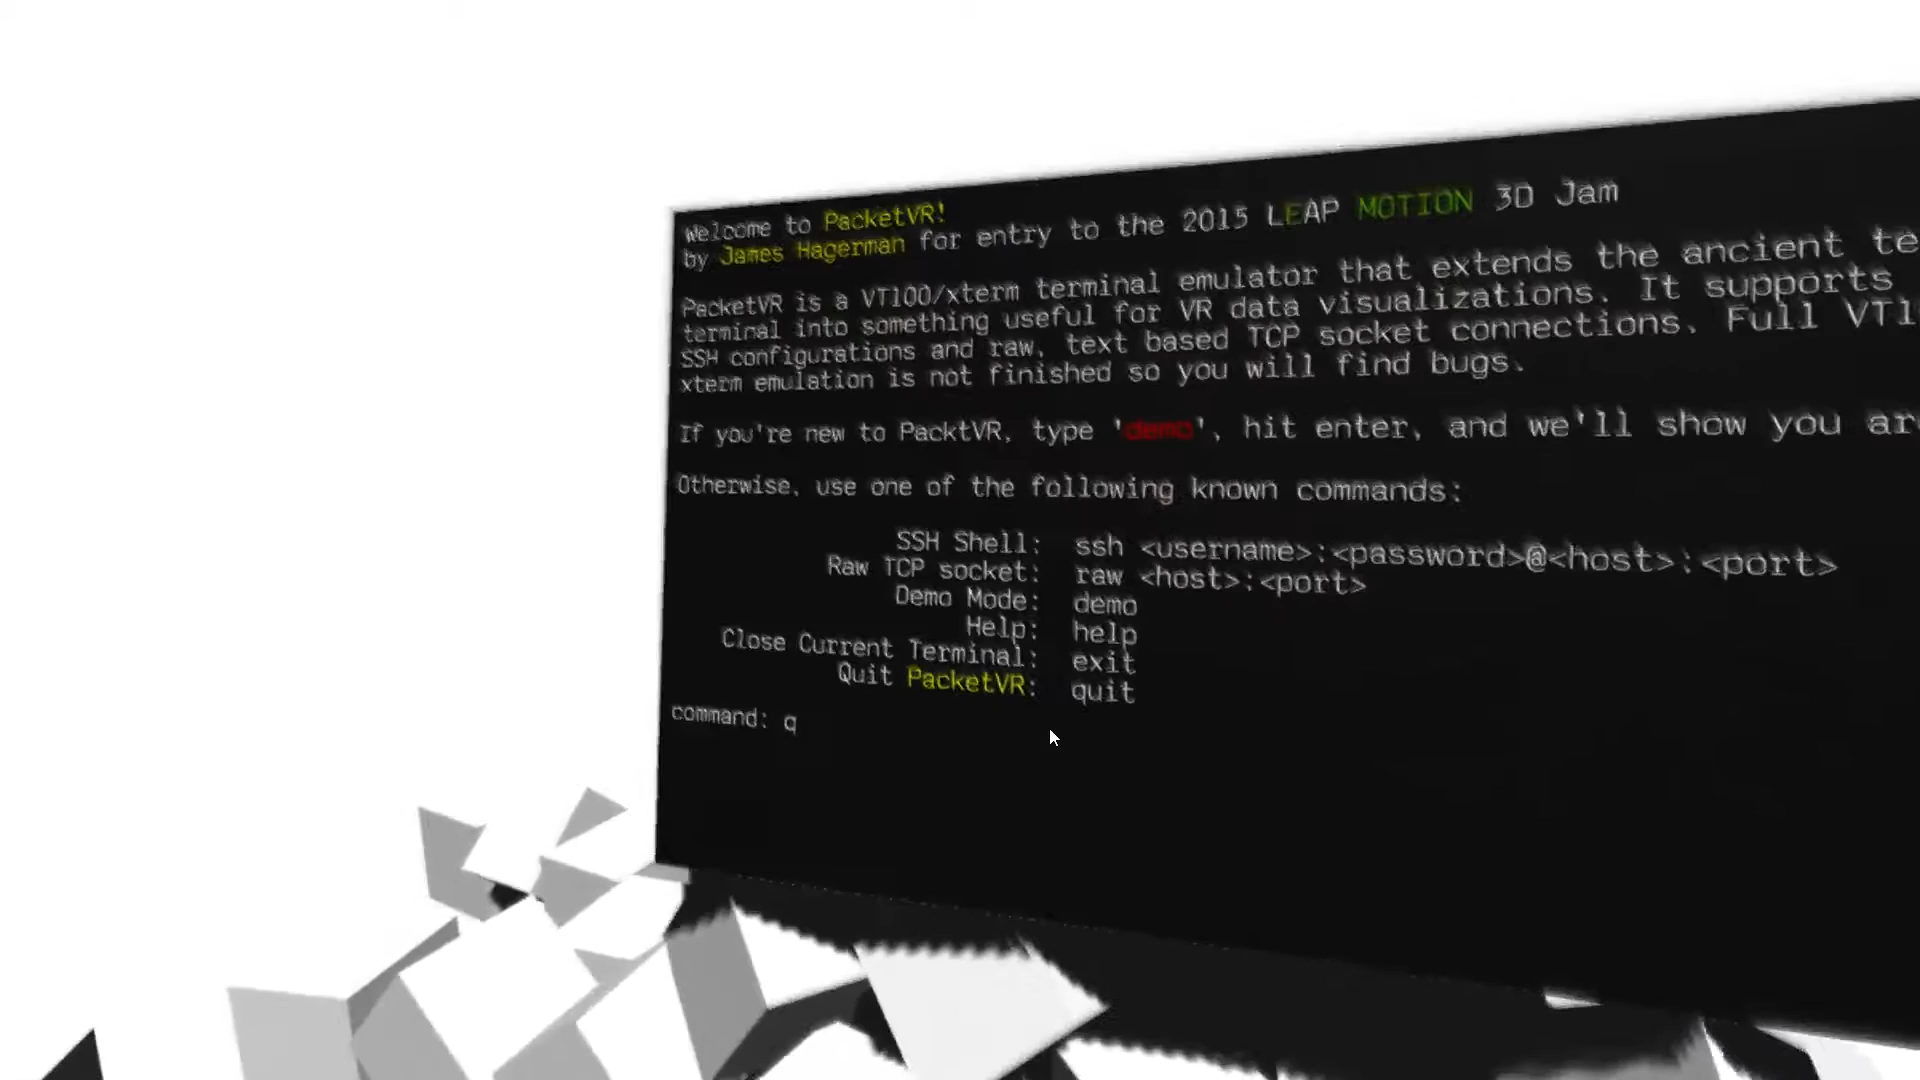 Welcome to PacketVR!
by James Hagerman for entry to the 2015 LEAP MOTION 3D Jam
PacketVR is a VT100/xterm terminal emulator that extends the ancient
terminal into something useful for VR data visualizations. It supports
SSH configurations and raw, text based TCP socket connections. Full
xterm emulation is not finished so you will find bugs.
If you're new to PacktVR, type 'demo', hit enter, and we'll show you
Otherwise, use one of the following known commands:
SSH Shell: ssh <username>:<password>@<host>:<port>
Raw TCP socket: raw <host>:<port>
Demo Mode: demo
Help: help
Close Current Terminal: exit
Quit PacketVR: quit
command: q